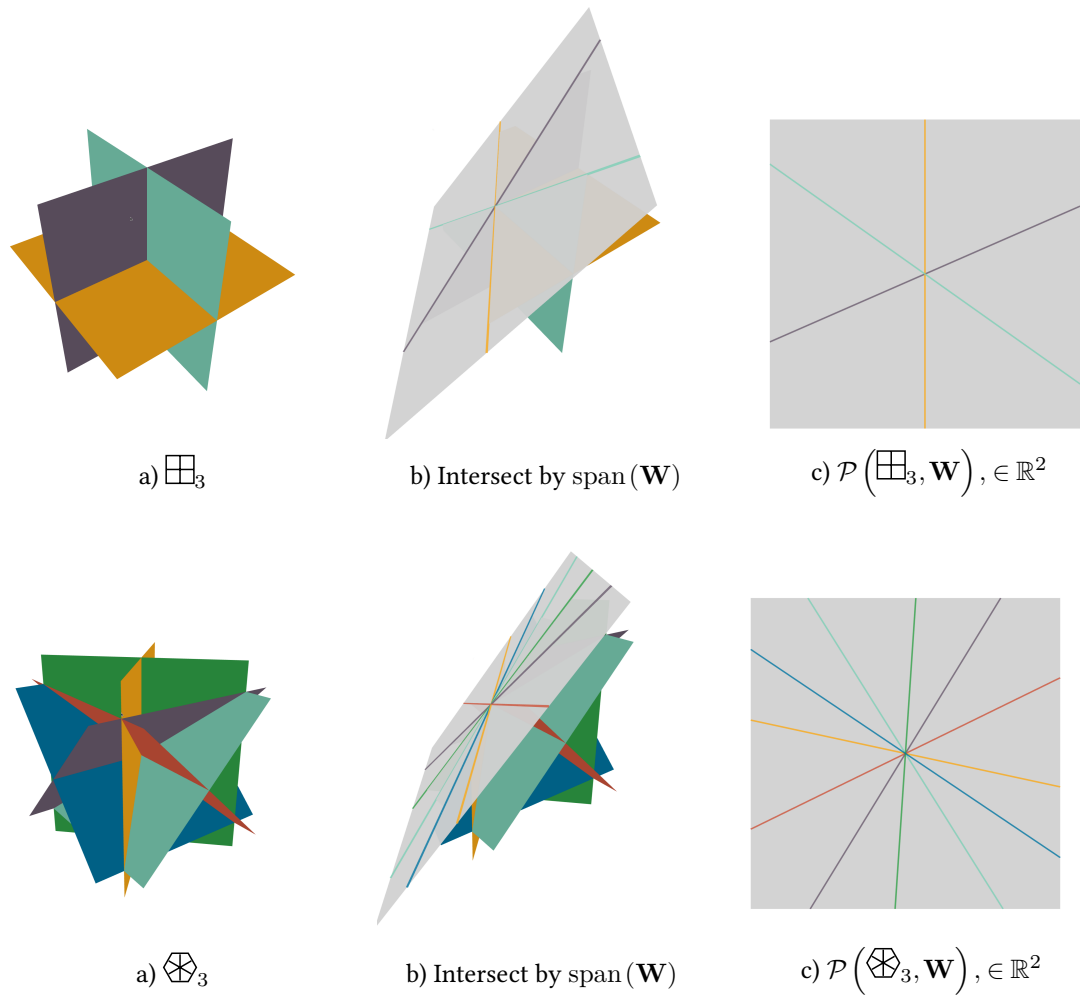 a) ⊞₃
b) Intersect by span (𝐖)
c) 𝒫 (⊞₃, 𝐖) , ∈ ℝ²
a) ₃
b) Intersect by span (𝐖)
c) 𝒫 (₃, 𝐖) , ∈ ℝ²